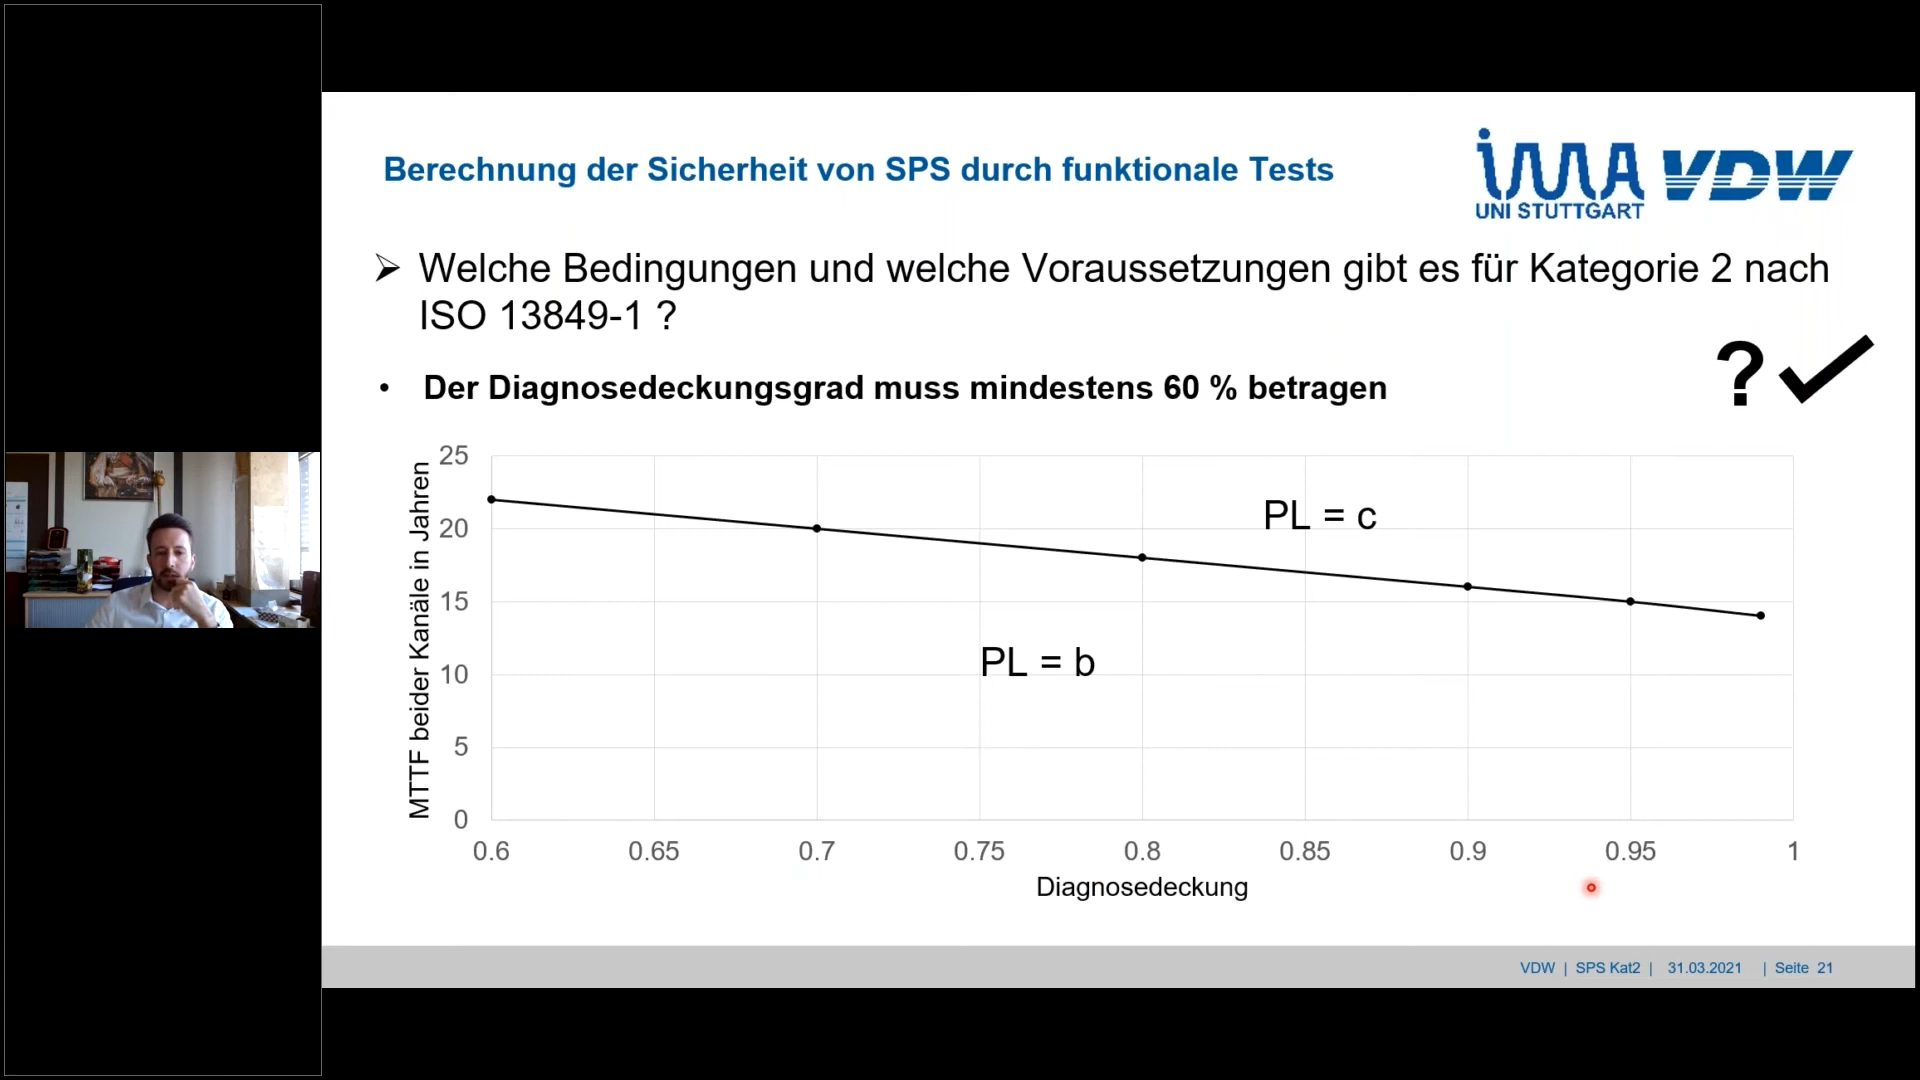 Berechnung der Sicherheit von SPS durch funktionale Tests
ima
UNI STUTTGART
VDW
Welche Bedingungen und welche Voraussetzungen gibt es für Kategorie 2 nach
ISO 13849-1 ?
? 
• Der Diagnosedeckungsgrad muss mindestens 60 % betragen
MTTF beider Kanäle in Jahren
25
20
15
10
5
0
PL = c
PL = b
0.6 0.65 0.7 0.75 0.8 0.85 0.9 0.95 1
Diagnosedeckung
VDW | SPS Kat2 | 31.03.2021 | Seite 21